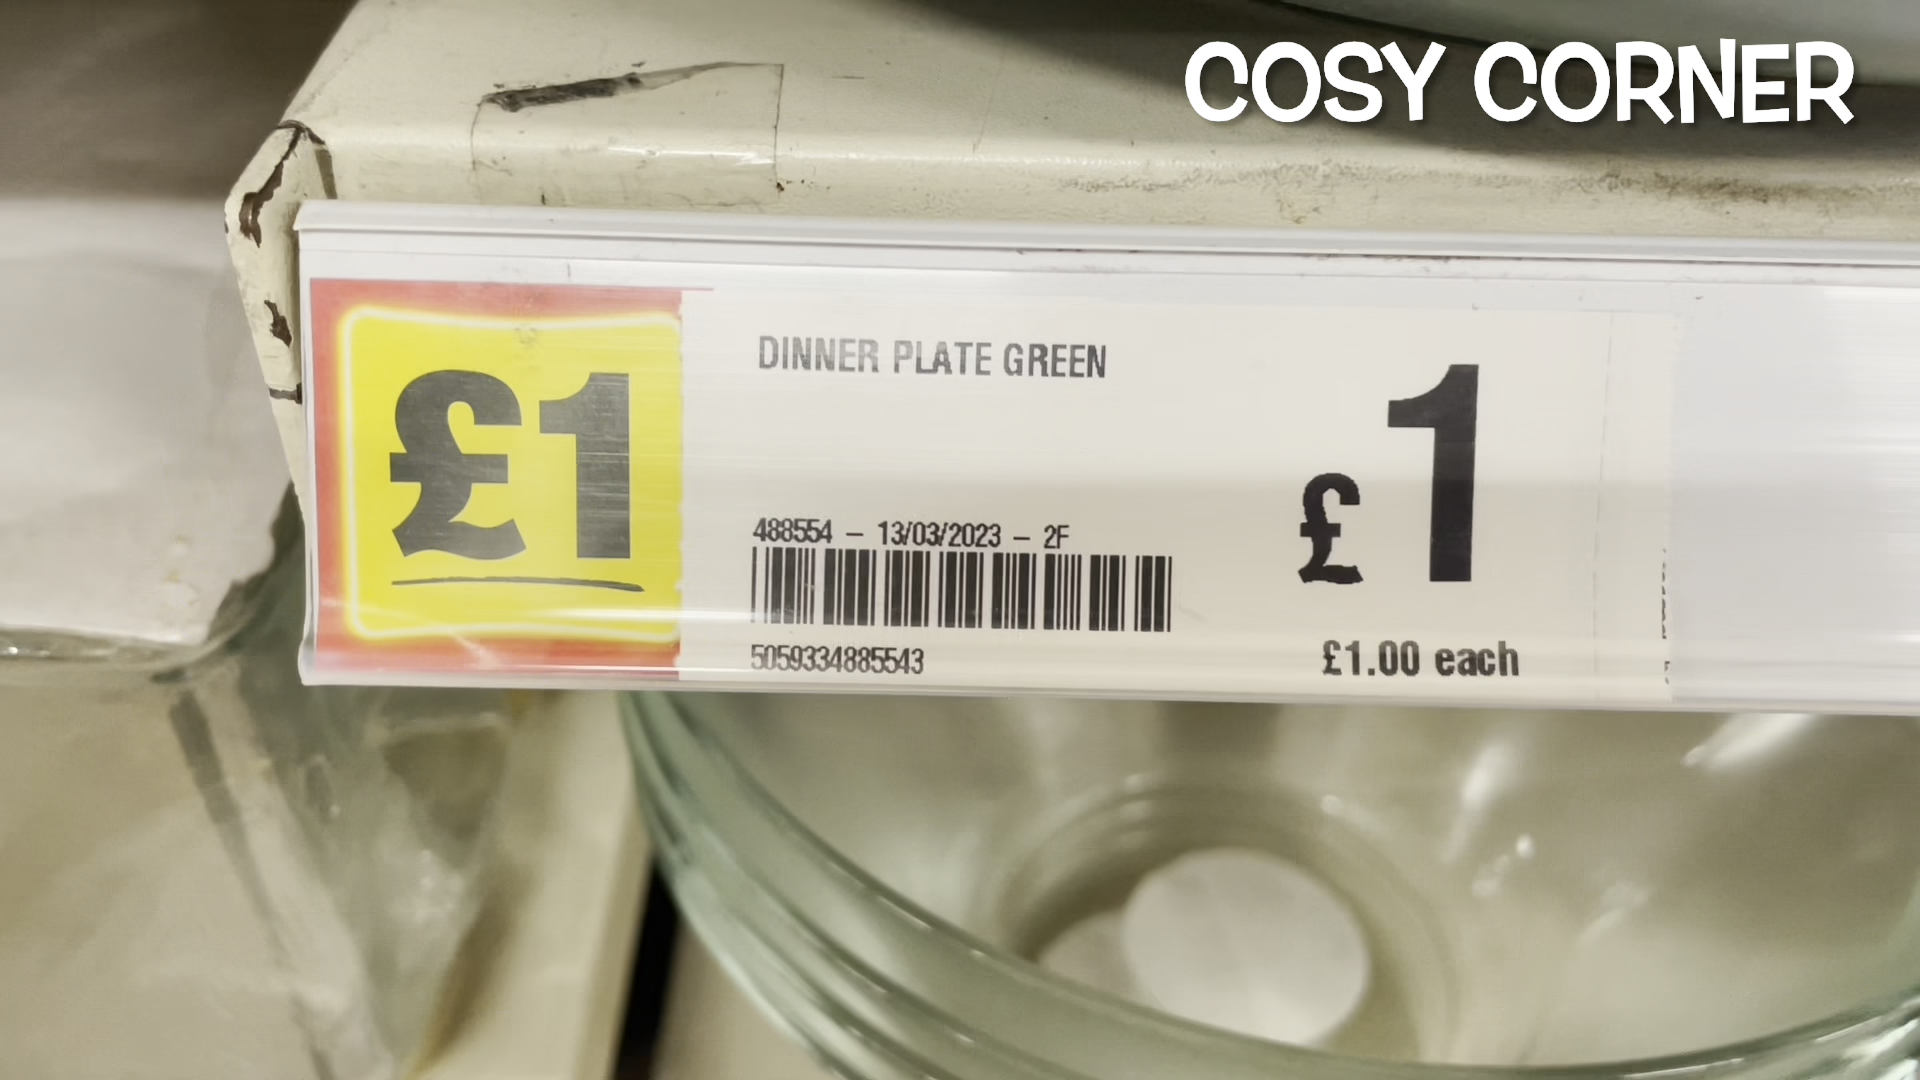 COSY CORNER
£1
DINNER PLATE GREEN
488554 - 13/03/2023 - 2F
5059334885543
£1
£1.00 each